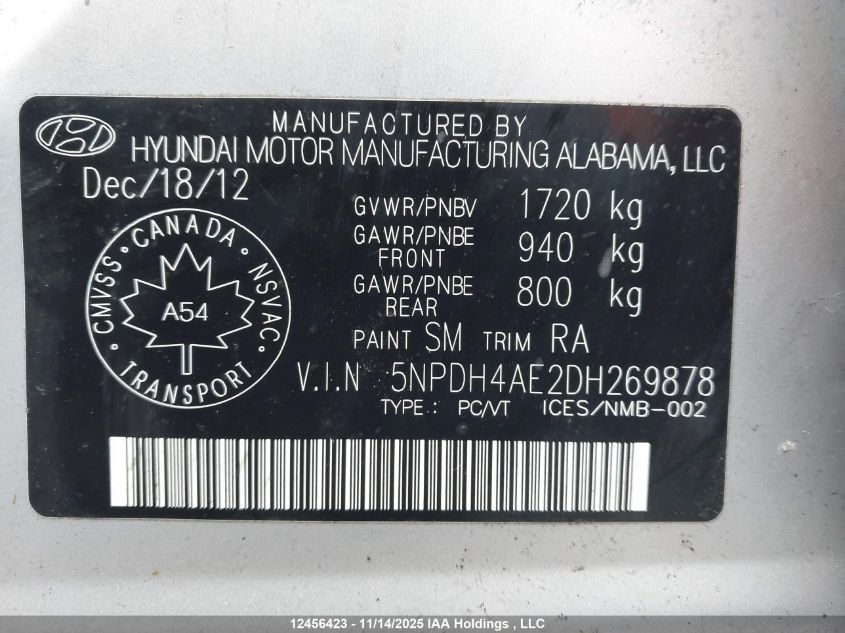 MANUFACTURED BY
HYUNDAI MOTOR MANUFACTURING ALABAMA, LLC
Dec/18/12
GVWR/PNBV 1720 kg
GAWR/PNBE FRONT 940 kg
GAWR/PNBE REAR 800 kg
PAINT SM TRIM RA
CMVSS • CANADA • NSVAC • TRANSPORT •
A54
V.I.N 5NPDH4AE2DH269878
TYPE : PC/VT ICES/NMB-002
12456423 - 11/14/2025 IAA Holdings , LLC